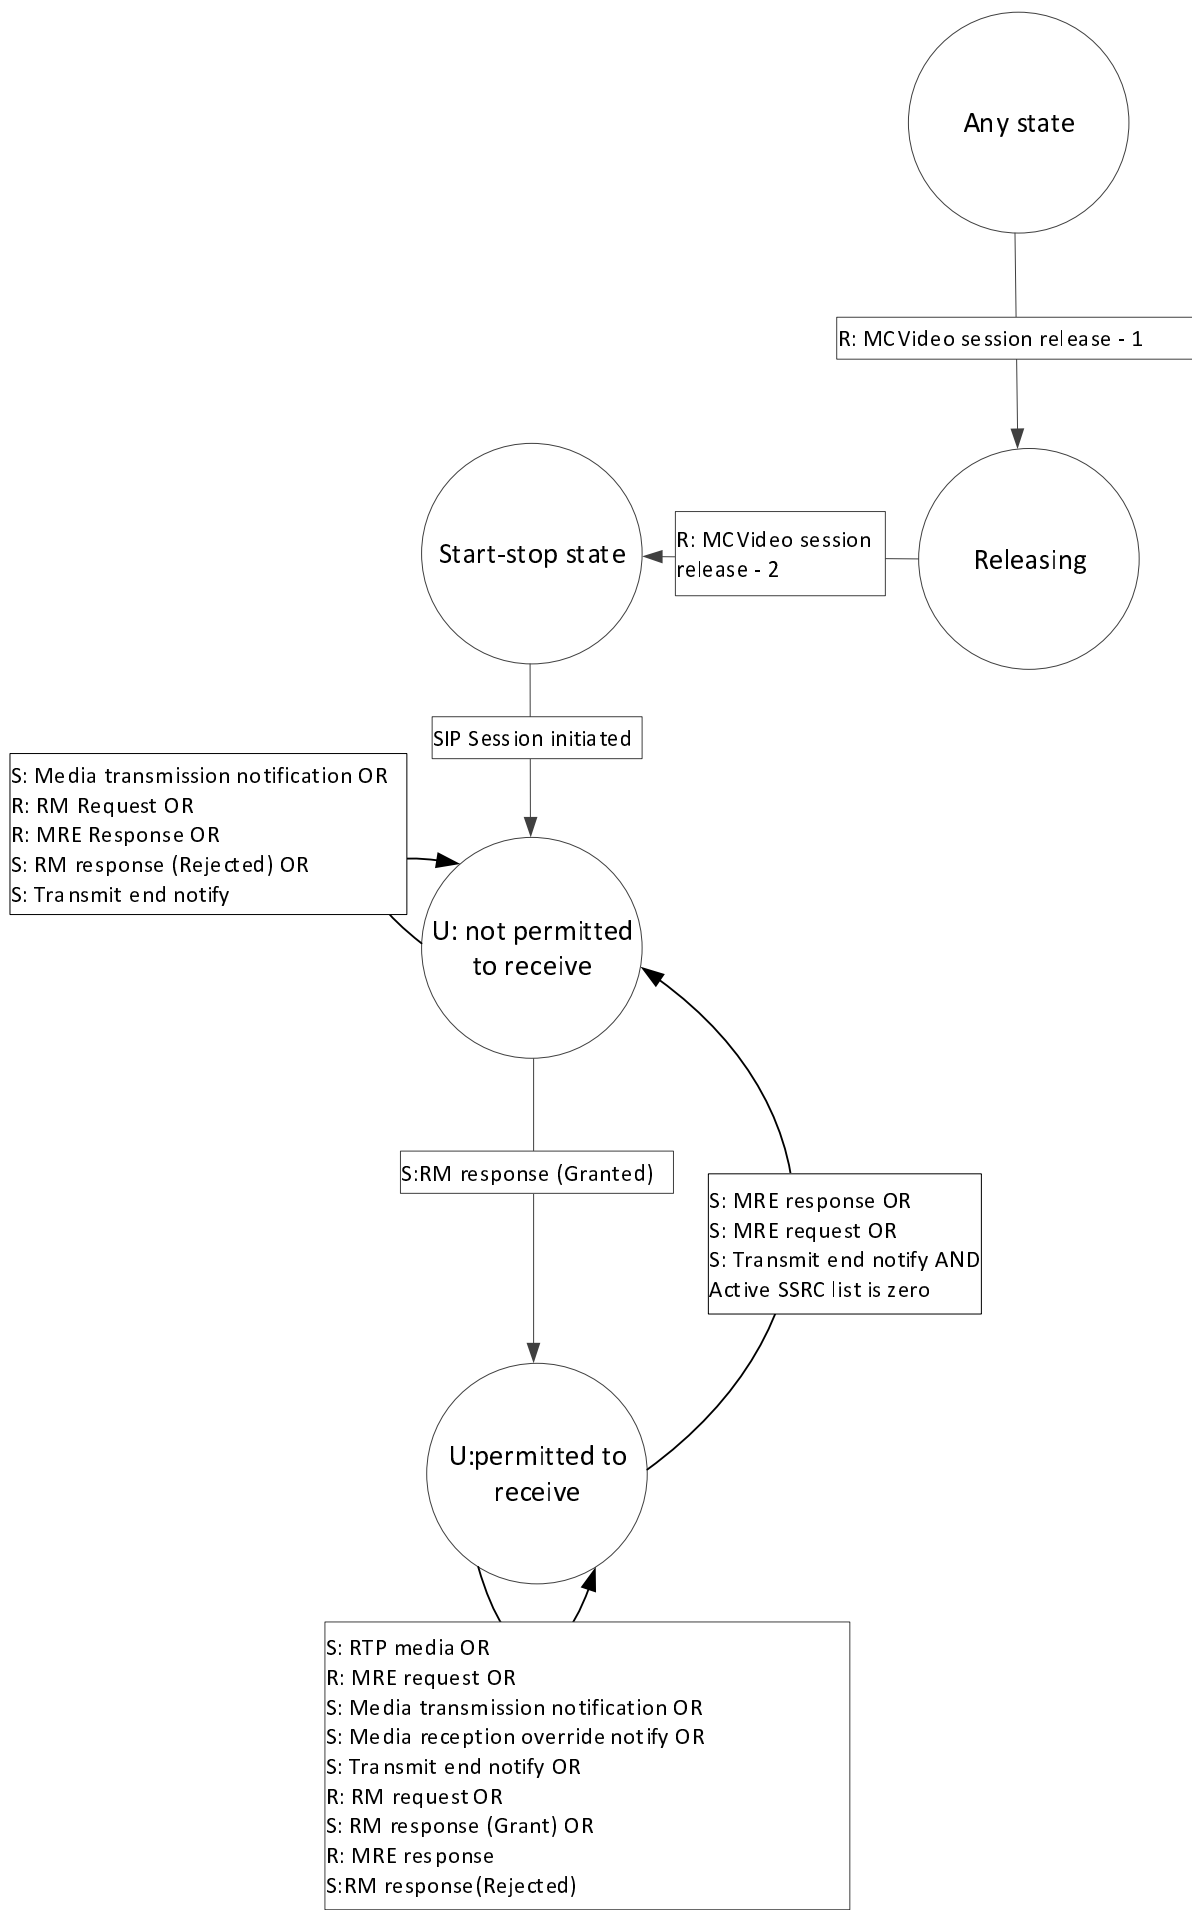 Any state
R: MCVideo session release - 1
Start-stop state
R: MCVideo session
release - 2
Releasing
SIP Session initiated
S: Media transmission notification OR
R: RM Request OR
R: MRE Response OR
S: RM response (Rejected) OR
S: Transmit end notify
U: not permitted
to receive
S:RM response (Granted)
S: MRE response OR
S: MRE request OR
S: Transmit end notify AND
Active SSRC list is zero
U:permitted to
receive
S: RTP media OR
R: MRE request OR
S: Media transmission notification OR
S: Media reception override notify OR
S: Transmit end notify OR
R: RM request OR
S: RM response (Grant) OR
R: MRE response
S:RM response(Rejected)